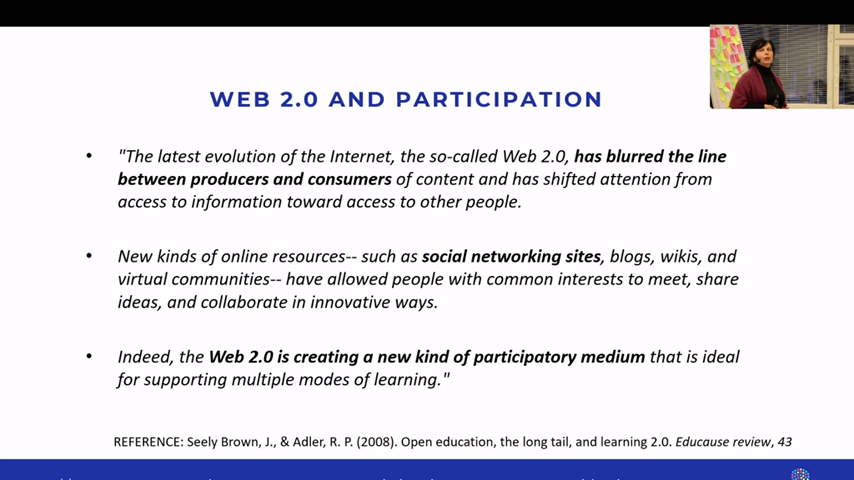 WEB 2.0 AND PARTICIPATION
• "The latest evolution of the Internet, the so-called Web 2.0, has blurred the line
between producers and consumers of content and has shifted attention from
access to information toward access to other people.
• New kinds of online resources-- such as social networking sites, blogs, wikis, and
virtual communities-- have allowed people with common interests to meet, share
ideas, and collaborate in innovative ways.
• Indeed, the Web 2.0 is creating a new kind of participatory medium that is ideal
for supporting multiple modes of learning."
REFERENCE: Seely Brown, J., & Adler, R. P. (2008). Open education, the long tail, and learning 2.0. Educause review, 43